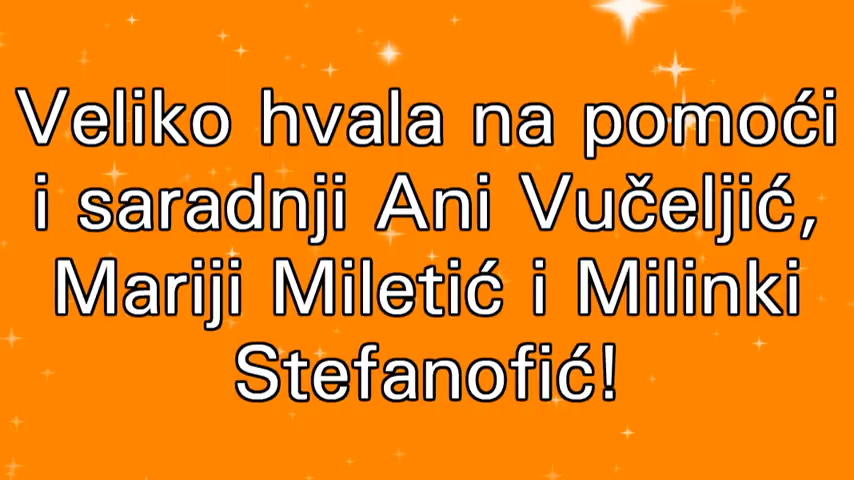 Veliko hvala na pomoći
i saradnji Ani Vučeljić,
Mariji Miletić i Milinki
Stefanofić!